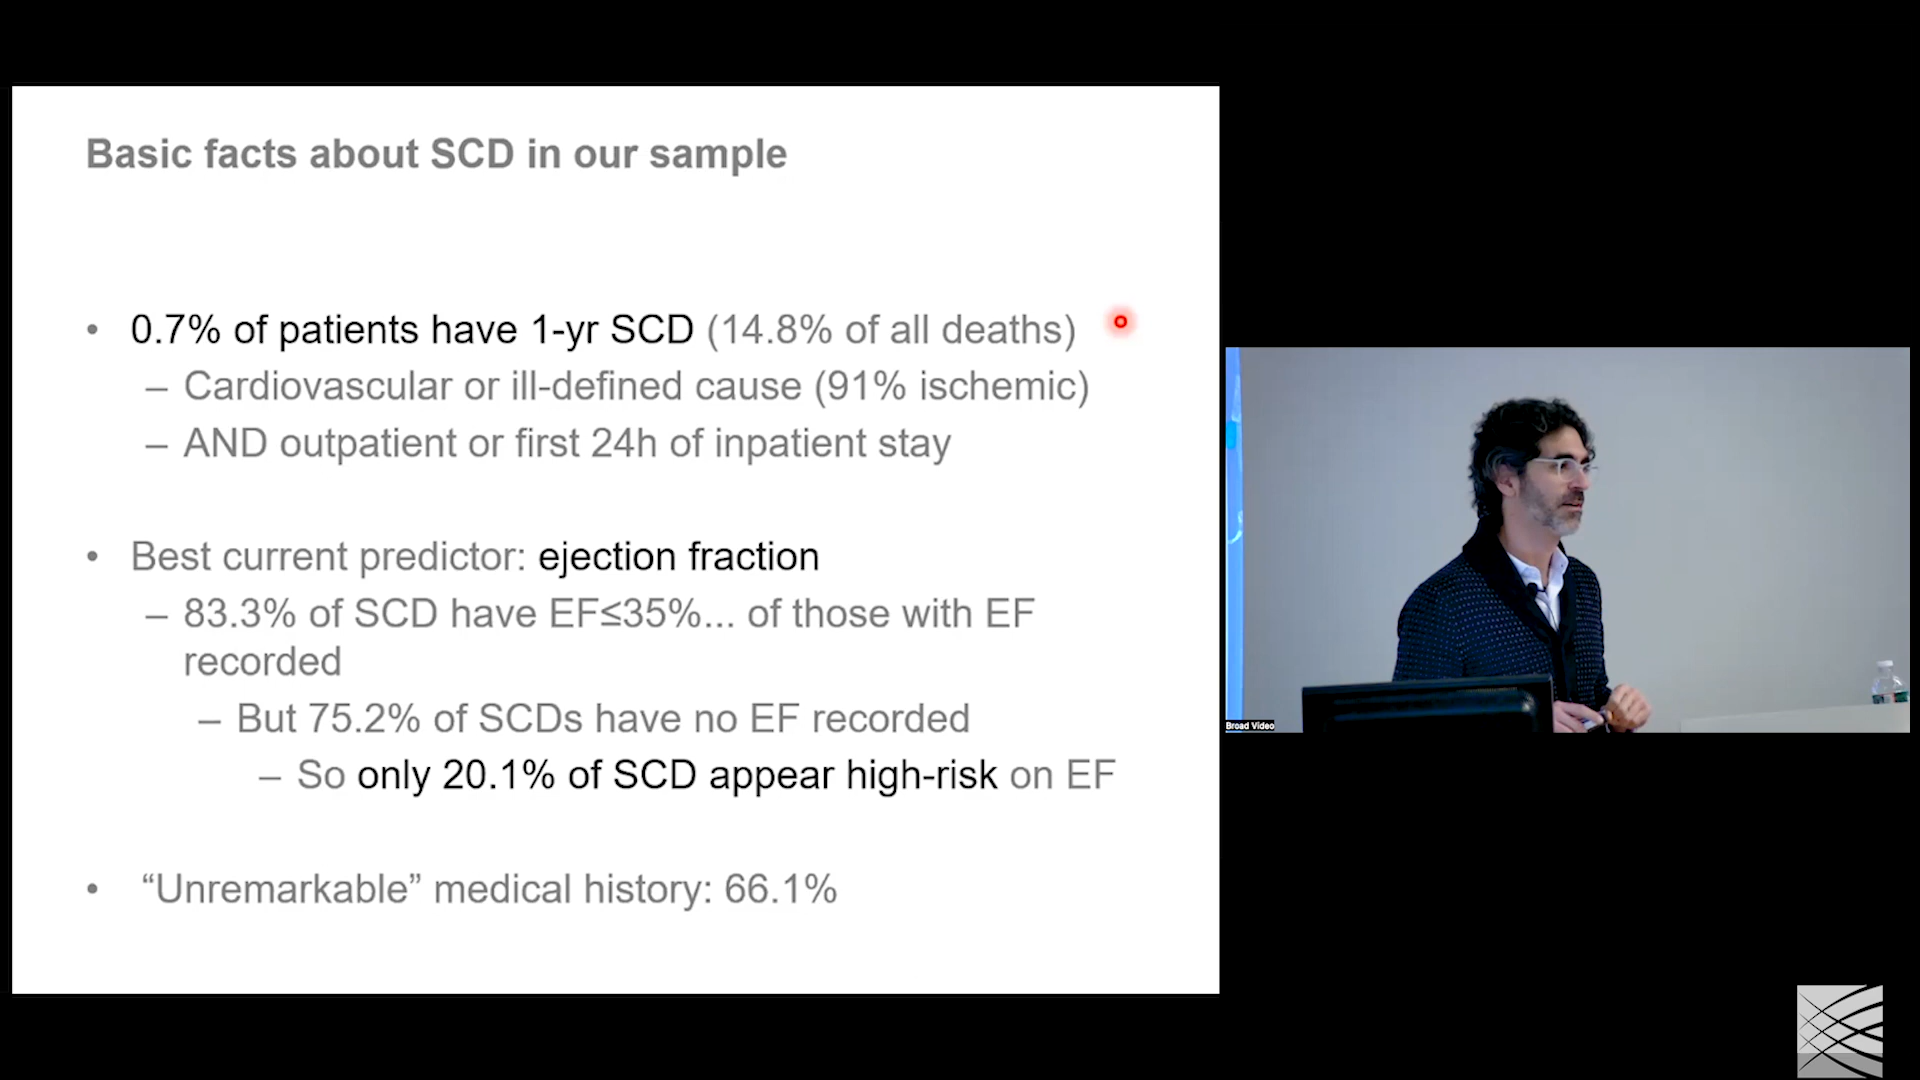 Basic facts about SCD in our sample
• 0.7% of patients have 1-yr SCD (14.8% of all deaths)
– Cardiovascular or ill-defined cause (91% ischemic)
– AND outpatient or first 24h of inpatient stay
• Best current predictor: ejection fraction
– 83.3% of SCD have EF≤35%... of those with EF
recorded
– But 75.2% of SCDs have no EF recorded
– So only 20.1% of SCD appear high-risk on EF
• “Unremarkable” medical history: 66.1%
Broad Video